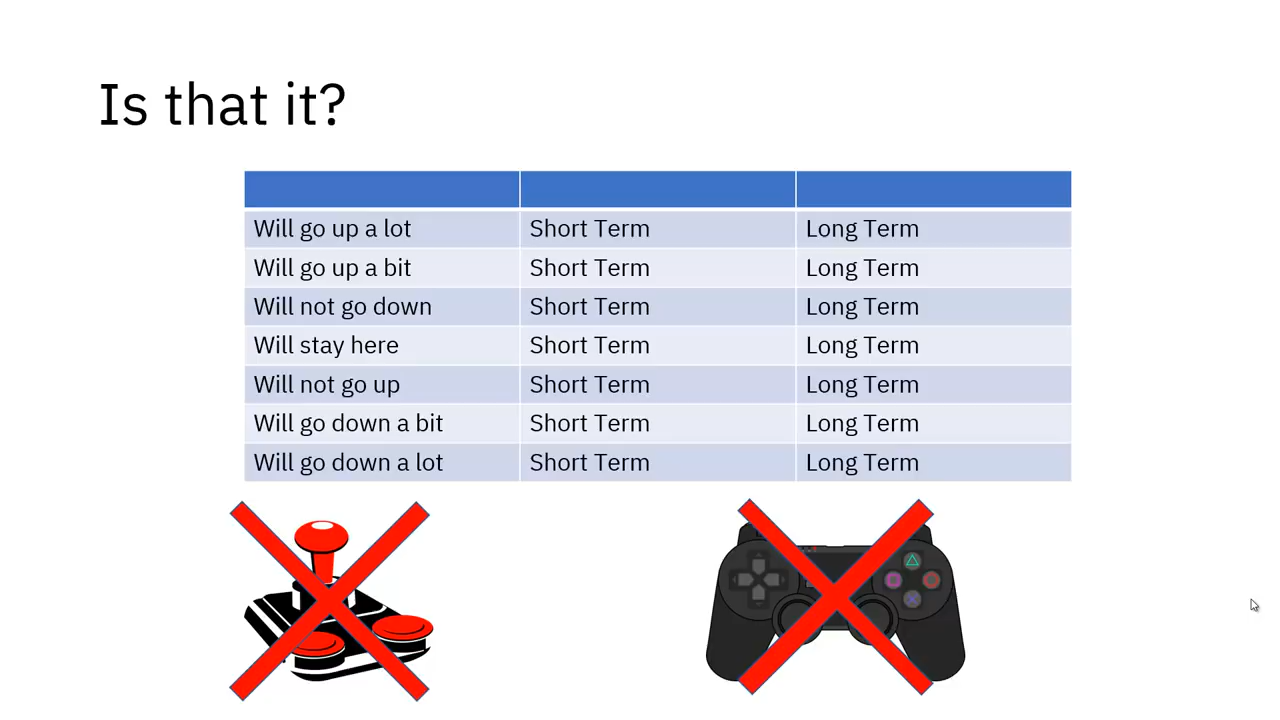 Is that it?
Will go up a lot Short Term Long Term
Will go up a bit Short Term Long Term
Will not go down Short Term Long Term
Will stay here Short Term Long Term
Will not go up Short Term Long Term
Will go down a bit Short Term Long Term
Will go down a lot Short Term Long Term